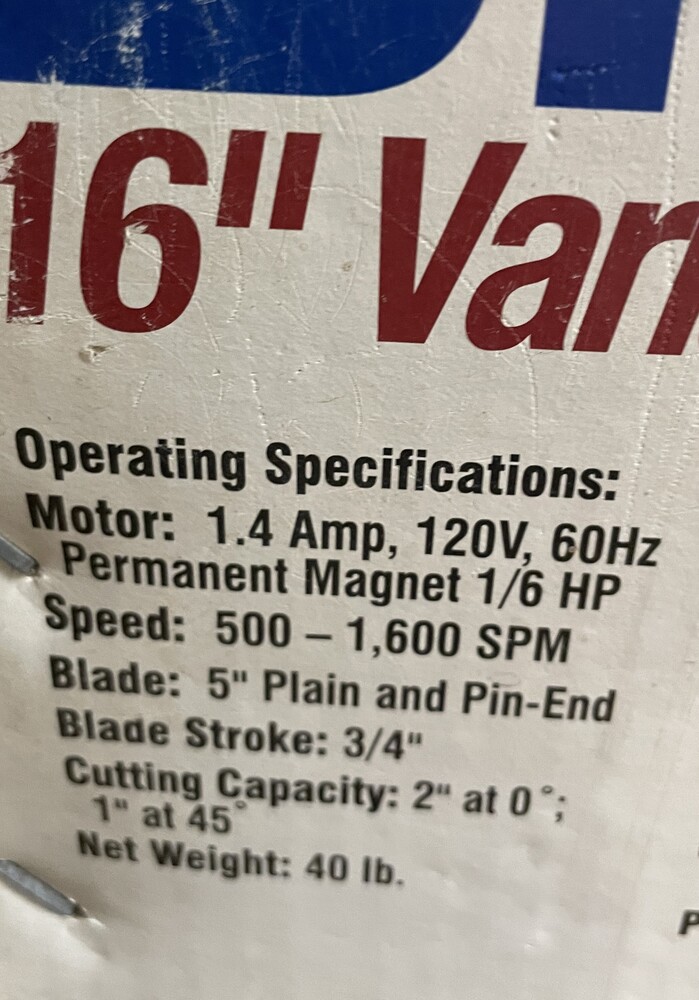 16" Vari
Operating Specifications:
Motor: 1.4 Amp, 120V, 60Hz
Permanent Magnet 1/6 HP
Speed: 500 – 1,600 SPM
Blade: 5" Plain and Pin-End
Blade Stroke: 3/4"
Cutting Capacity: 2" at 0°;
1" at 45°
Net Weight: 40 lb.
P